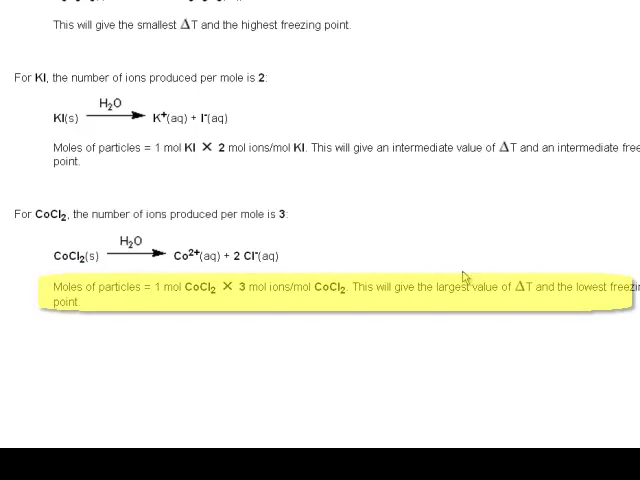 This will give the smallest ΔT and the highest freezing point.
For KI, the number of ions produced per mole is 2:
H₂O
KI(s) → K⁺(aq) + I⁻(aq)
Moles of particles = 1 mol KI × 2 mol ions/mol KI. This will give an intermediate value of ΔT and an intermediate free
point.
For CoCl₂, the number of ions produced per mole is 3:
H₂O
CoCl₂(s) → Co²⁺(aq) + 2 Cl⁻(aq)
Moles of particles = 1 mol CoCl₂ × 3 mol ions/mol CoCl₂. This will give the largest value of ΔT and the lowest freezin
point.